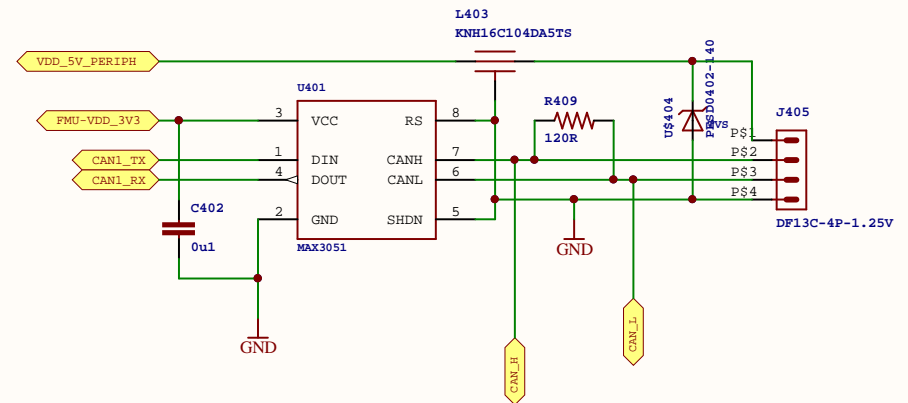 L403
KNH16C104DA5TS
VDD_5V_PERIPH
U401
FMU-VDD_3V3
3 VCC RS 8
R409
120R
U$404
PESD0402-140
J405
CAN1_TX
1 DIN CANH 7
CAN1_RX
4 DOUT CANL 6
P$1
P$2
P$3
P$4
C402
0u1
2 GND SHDN 5
MAX3051
DF13C-4P-1.25V
GND
GND
CAN_H
CAN_L